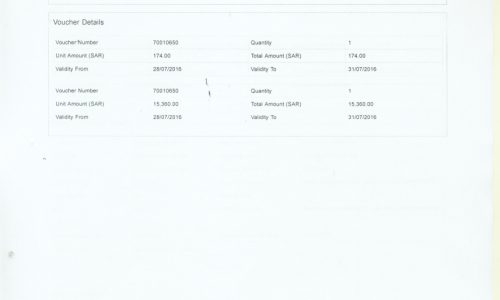 Voucher Details
Voucher Number 70010650 Quantity 1
Unit Amount (SAR) 174.00 Total Amount (SAR) 174.00
Validity From 28/07/2016 Validity To 31/07/2016
Voucher Number 70010650 Quantity 1
Unit Amount (SAR) 15,360.00 Total Amount (SAR) 15,360.00
Validity From 28/07/2016 Validity To 31/07/2016